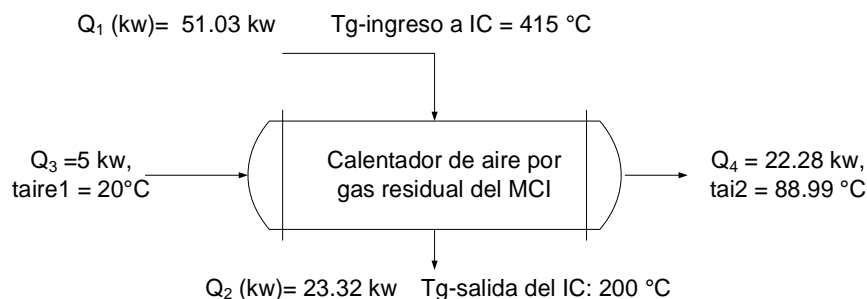 Q₁ (kw)= 51.03 kw Tg-ingreso a IC = 415 °C
Q₃ =5 kw,
taire1 = 20°C
Calentador de aire por
gas residual del MCI
Q₄ = 22.28 kw,
tai2 = 88.99 °C
Q₂ (kw)= 23.32 kw Tg-salida del IC: 200 °C